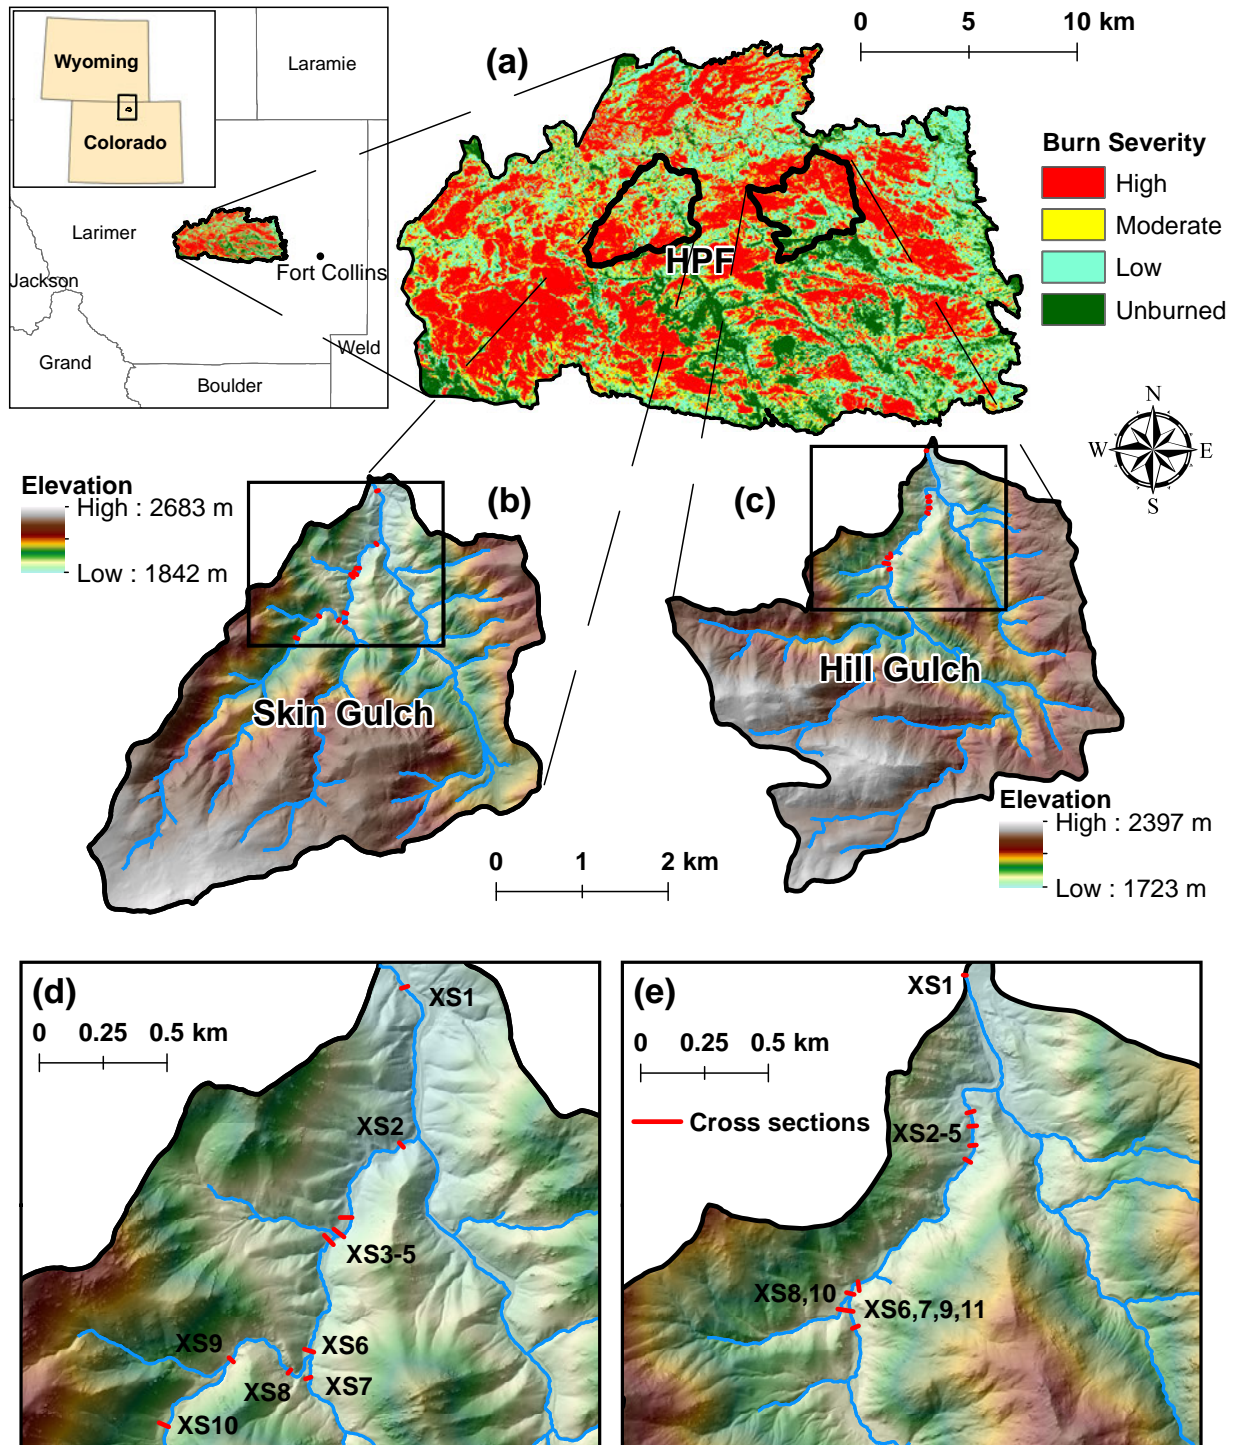 0 5 10 km
(a)
Wyoming
Colorado
Laramie
Larimer
Fort Collins
Jackson
Grand
Weld
Boulder
HPF
Burn Severity
High
Moderate
Low
Unburned
N
W E
S
Elevation
High : 2683 m
Low : 1842 m
(b)
Skin Gulch
(c)
Hill Gulch
0 1 2 km
Elevation
High : 2397 m
Low : 1723 m
(d)
0 0.25 0.5 km
XS1
XS2
XS3-5
XS6
XS9
XS8
XS7
XS10
(e)
XS1
0 0.25 0.5 km
Cross sections
XS2-5
XS8,10
XS6,7,9,11